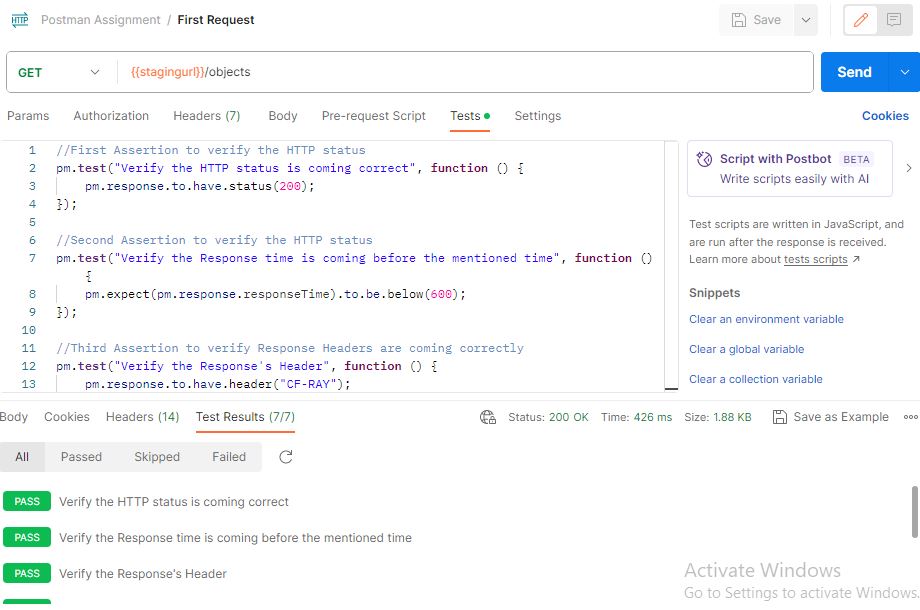 HTTP Postman Assignment / First Request Save
GET {{stagingurl}}/objects Send
Params Authorization Headers (7) Body Pre-request Script Tests Settings Cookies
1 //First Assertion to verify the HTTP status
2 pm.test("Verify the HTTP status is coming correct", function () {
3 pm.response.to.have.status(200);
4 });
5
6 //Second Assertion to verify the HTTP status
7 pm.test("Verify the Response time is coming before the mentioned time", function ()
{
8 pm.expect(pm.response.responseTime).to.be.below(600);
9 });
10
11 //Third Assertion to verify Response Headers are coming correctly
12 pm.test("Verify the Response's Header", function () {
13 pm.response.to.have.header("CF-RAY");
Script with Postbot BETA
Write scripts easily with AI
Test scripts are written in JavaScript, and
are run after the response is received.
Learn more about tests scripts ↗
Snippets
Clear an environment variable
Clear a global variable
Clear a collection variable
Body Cookies Headers (14) Test Results (7/7) Status: 200 OK Time: 426 ms Size: 1.88 KB Save as Example
All Passed Skipped Failed
PASS Verify the HTTP status is coming correct
PASS Verify the Response time is coming before the mentioned time
PASS Verify the Response's Header
Activate Windows
Go to Settings to activate Windows.